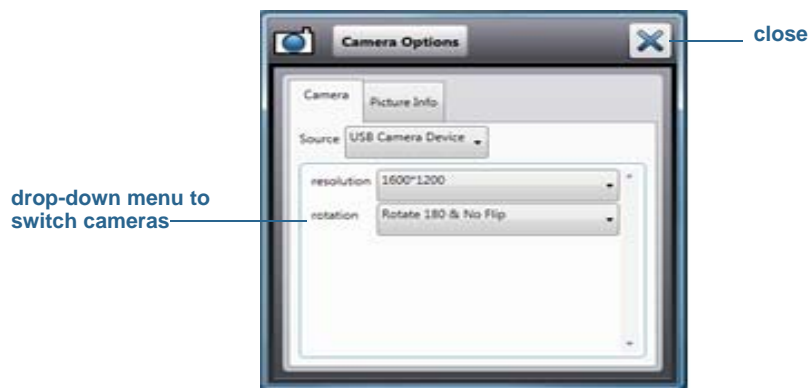 Camera Options
close
Camera
Picture Info
Source USB Camera Device
resolution 1600*1200
drop-down menu to
switch cameras
rotation Rotate 180 & No Flip